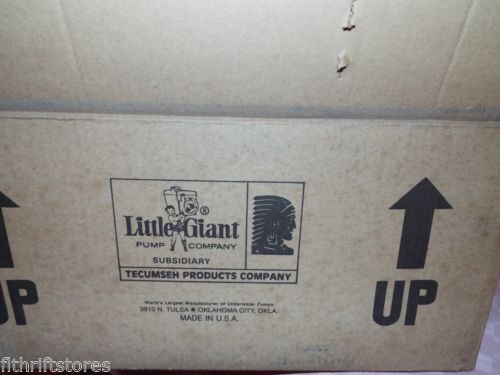 Little Giant ®
PUMP COMPANY
SUBSIDIARY
TECUMSEH PRODUCTS COMPANY
World's Largest Manufacturer of Underwater Pumps.
3810 N. TULSA ● OKLAHOMA CITY, OKLA.
MADE IN U.S.A.
UP
UP
fithriftstores